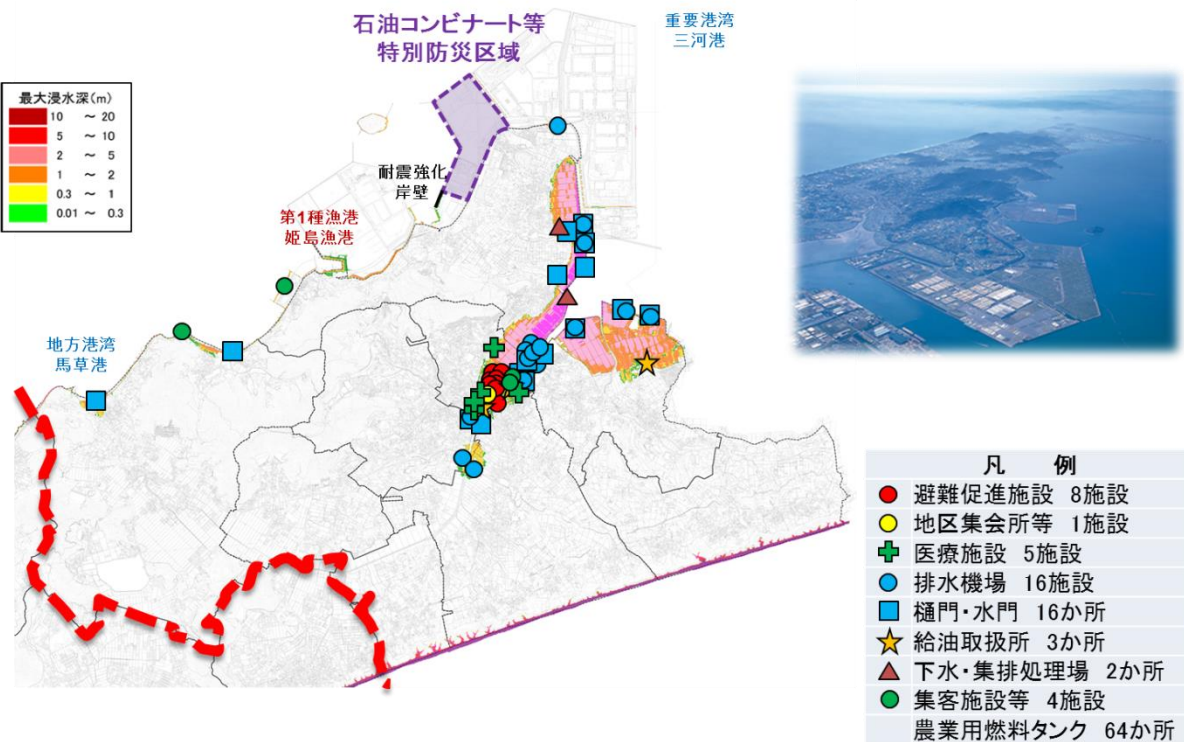 石油コンビナート等
特別防災区域
重要港湾
三河港
最大浸水深(m)
10 ～ 20
5 ～ 10
2 ～ 5
1 ～ 2
0.3 ～ 1
0.01 ～ 0.3
耐震強化
岸壁
第1種漁港
姫島漁港
地方港湾
馬草港
凡 例
避難促進施設 8施設
地区集会所等 1施設
医療施設 5施設
排水機場 16施設
樋門・水門 16か所
給油取扱所 3か所
下水・集排処理場 2か所
集客施設等 4施設
農業用燃料タンク 64か所